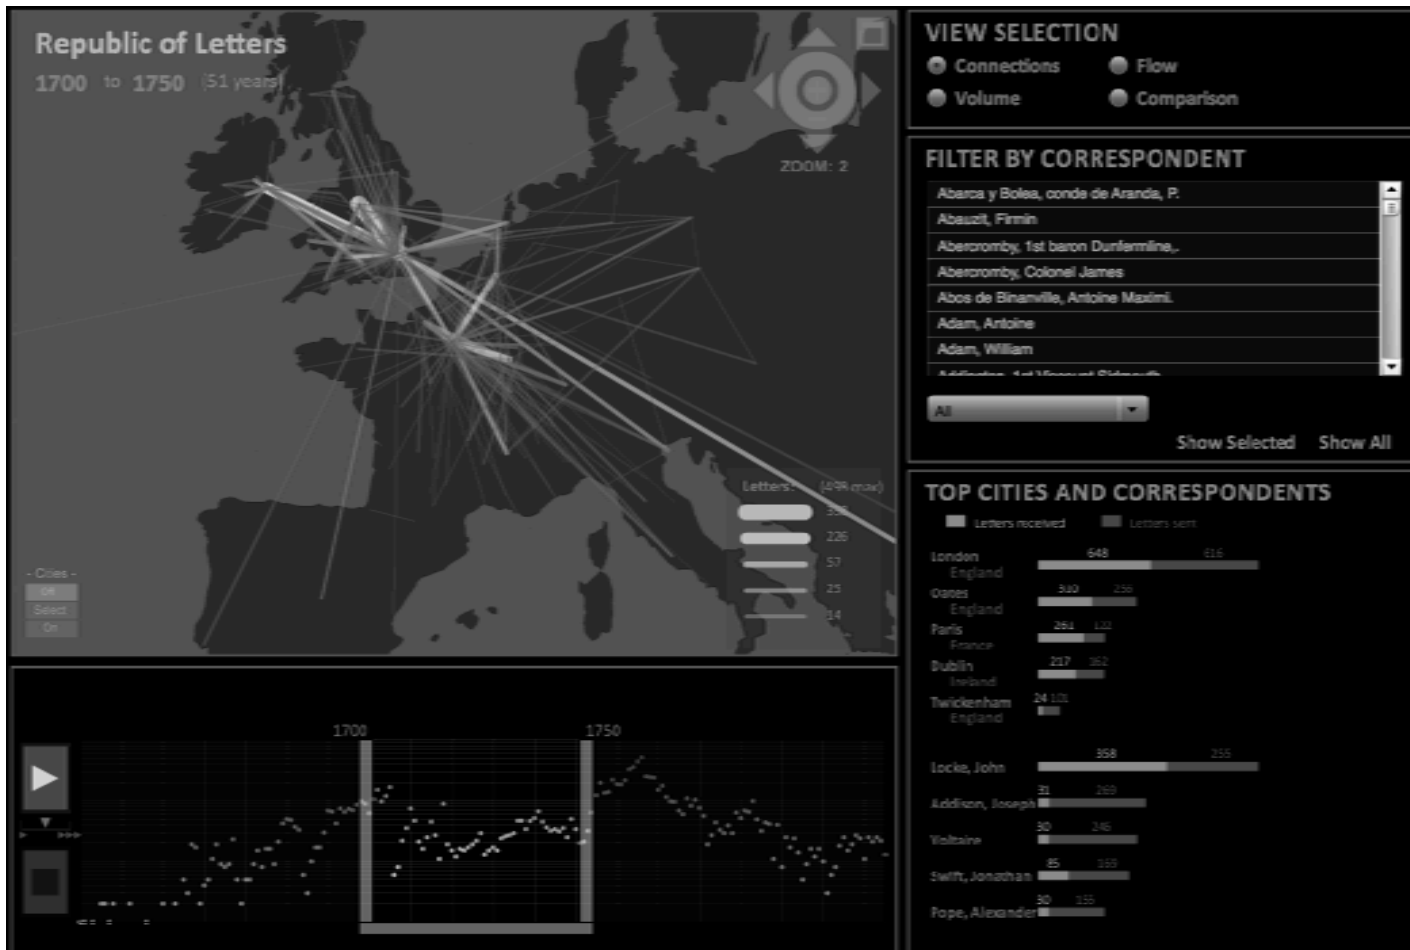 Republic of Letters
1700 to 1750 (51 years)
ZOOM: 2
Letters: (498 max)
226
57
25
14
- Cities -
Off
Select
On
1700
1750
VIEW SELECTION
Connections
Flow
Volume
Comparison
FILTER BY CORRESPONDENT
Abarca y Bolea, conde de Aranda, P.
Abauzit, Firmin
Abercromby, 1st baron Dunfermline,.
Abercromby, Colonel James
Abos de Binanville, Antoine Maximi.
Adam, Antoine
Adam, William
Addington, 1st Viscount Sidmouth
All
Show Selected Show All
TOP CITIES AND CORRESPONDENTS
Letters received Letters sent
648 616
London
England
310 256
Oates
England
261 122
Paris
France
217 162
Dublin
Ireland
24 101
Twickenham
England
358 255
Locke, John
31 269
Addison, Joseph
30 246
Voltaire
85
Swift, Jonathan
30 155
Pope, Alexander